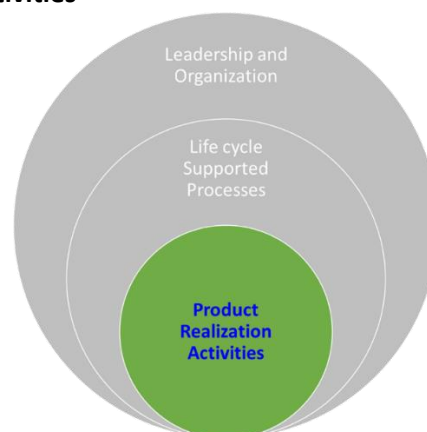 Leadership and
Organization
Life cycle
Supported
Processes
Product
Realization
Activities